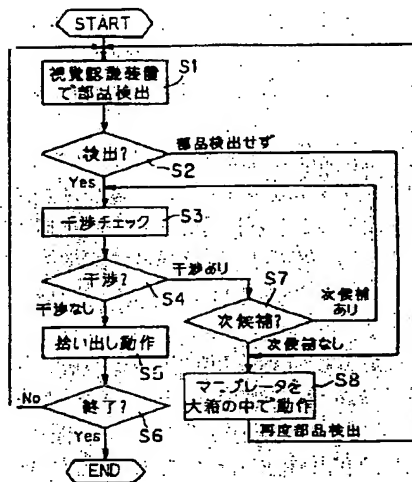 START
視覚認識装置
で部品検出
S1
検出?
S2
部品検出せず
Yes
干渉チェック
S3
干渉?
S4
干渉あり
干渉なし
S7
次候補?
次候補
あり
次候補なし
拾い出し動作
S5
マニプレータを
大箱の中で動作
S8
再度部品検出
No
終了?
S6
Yes
END